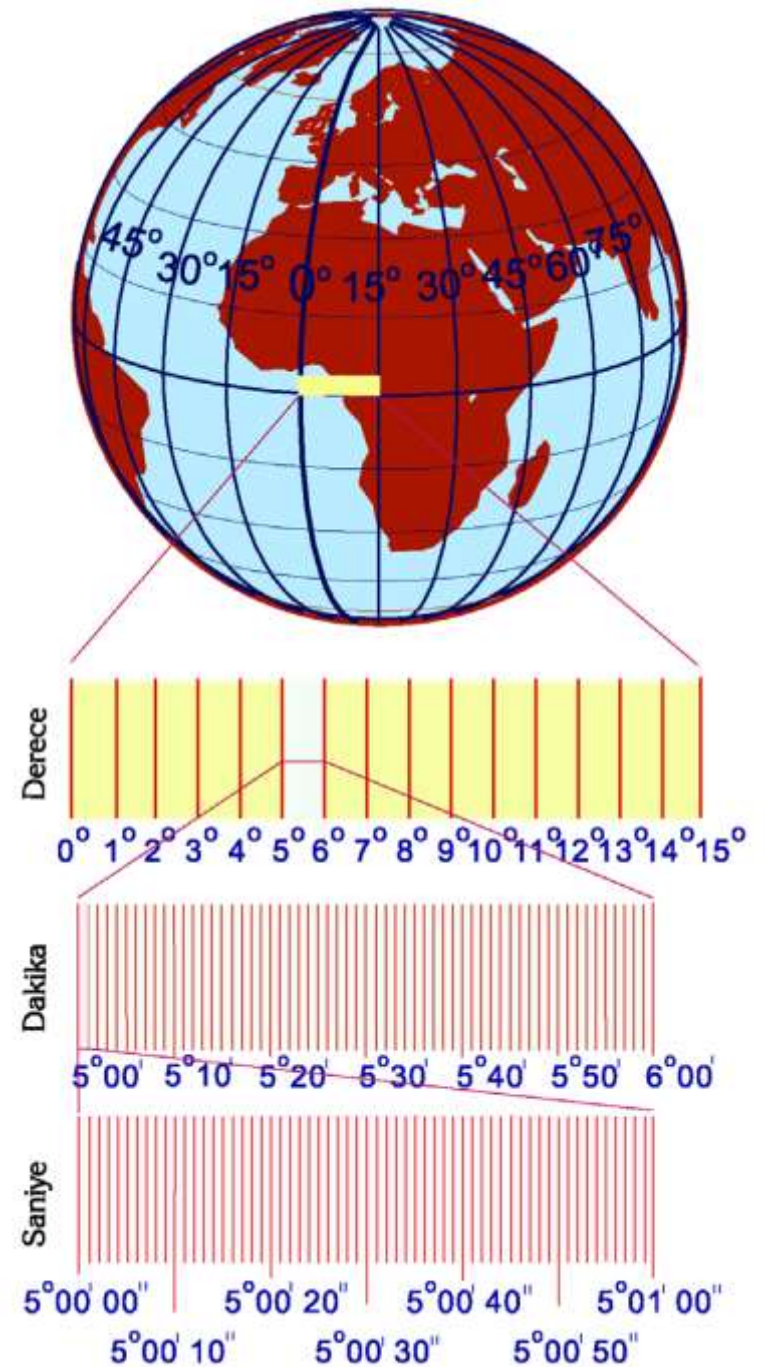 45° 30° 15° 0° 15° 30° 45° 60° 75°
Derece
0° 1° 2° 3° 4° 5° 6° 7° 8° 9° 10° 11° 12° 13° 14° 15°
Dakika
5°00' 5°10' 5°20' 5°30' 5°40' 5°50' 6°00'
Saniye
5°00' 00" 5°00' 20" 5°00' 40" 5°01' 00"
5°00' 10" 5°00' 30" 5°00' 50"